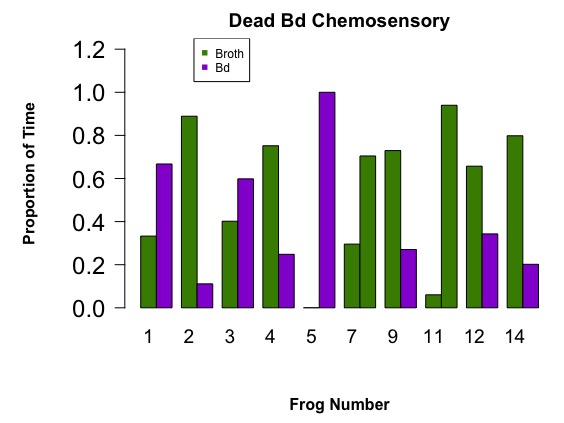 Dead Bd Chemosensory
Broth
Bd
1.2
1.0
0.8
0.6
0.4
0.2
0.0
Proportion of Time
1 2 3 4 5 7 9 11 12 14
Frog Number